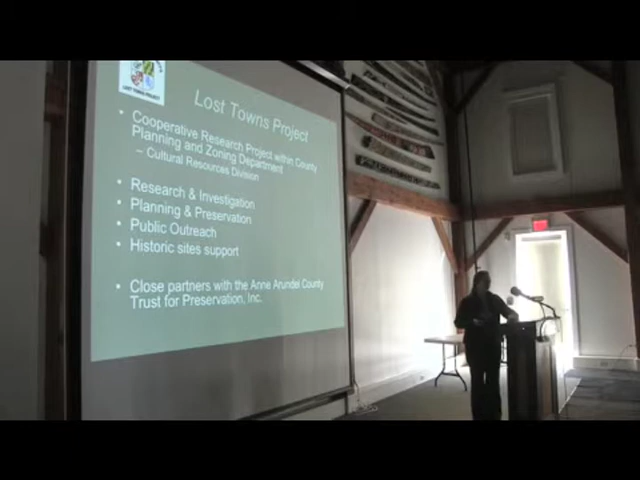 Lost Towns Project
• Cooperative Research Project within County
Planning and Zoning Department
– Cultural Resources Division
• Research & Investigation
• Planning & Preservation
• Public Outreach
• Historic sites support
• Close partners with the Anne Arundel County
Trust for Preservation, Inc.